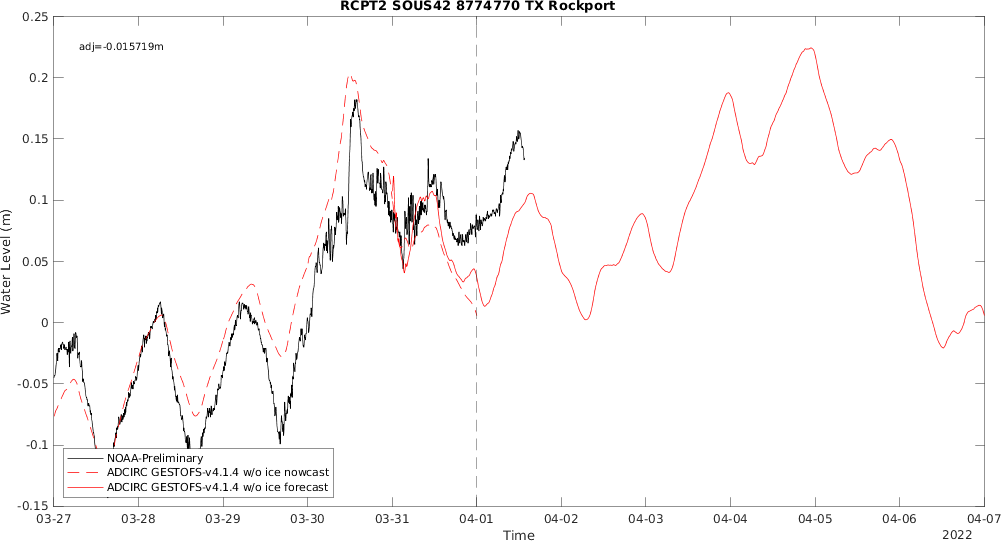 RCPT2 SOUS42 8774770 TX Rockport
adj=-0.015719m
0.25
0.2
0.15
0.1
0.05
0
-0.05
-0.1
-0.15
Water Level (m)
NOAA-Preliminary
ADCIRC GESTOFS-v4.1.4 w/o ice nowcast
ADCIRC GESTOFS-v4.1.4 w/o ice forecast
03-27 03-28 03-29 03-30 03-31 04-01 04-02 04-03 04-04 04-05 04-06 04-07
Time
2022